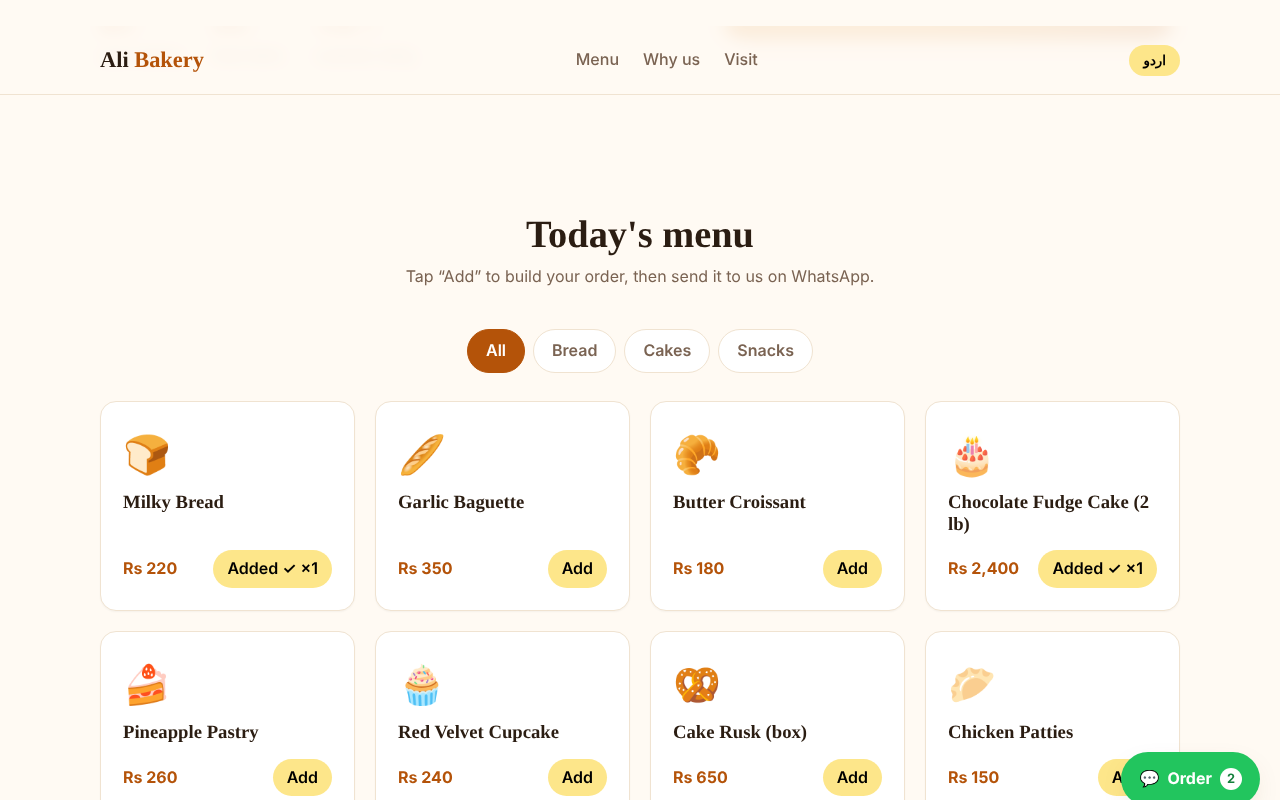 Ali Bakery
Menu Why us Visit
اردو
Today's menu
Tap “Add” to build your order, then send it to us on WhatsApp.
All Bread Cakes Snacks
Milky Bread
Rs 220 Added ✓ ×1
Garlic Baguette
Rs 350 Add
Butter Croissant
Rs 180 Add
Chocolate Fudge Cake (2
lb)
Rs 2,400 Added ✓ ×1
Pineapple Pastry
Rs 260 Add
Red Velvet Cupcake
Rs 240 Add
Cake Rusk (box)
Rs 650 Add
Chicken Patties
Rs 150
Order 2